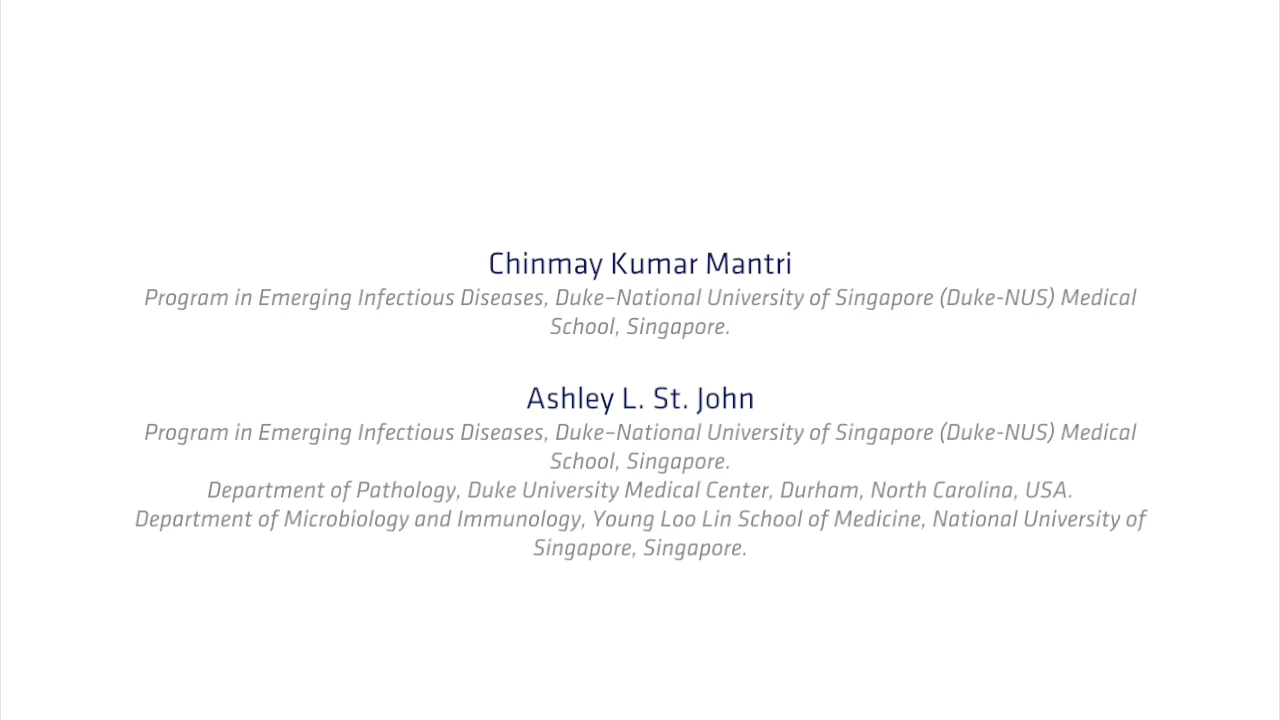 Chinmay Kumar Mantri
Program in Emerging Infectious Diseases, Duke–National University of Singapore (Duke-NUS) Medical
School, Singapore.
Ashley L. St. John
Program in Emerging Infectious Diseases, Duke–National University of Singapore (Duke-NUS) Medical
School, Singapore.
Department of Pathology, Duke University Medical Center, Durham, North Carolina, USA.
Department of Microbiology and Immunology, Young Loo Lin School of Medicine, National University of
Singapore, Singapore.